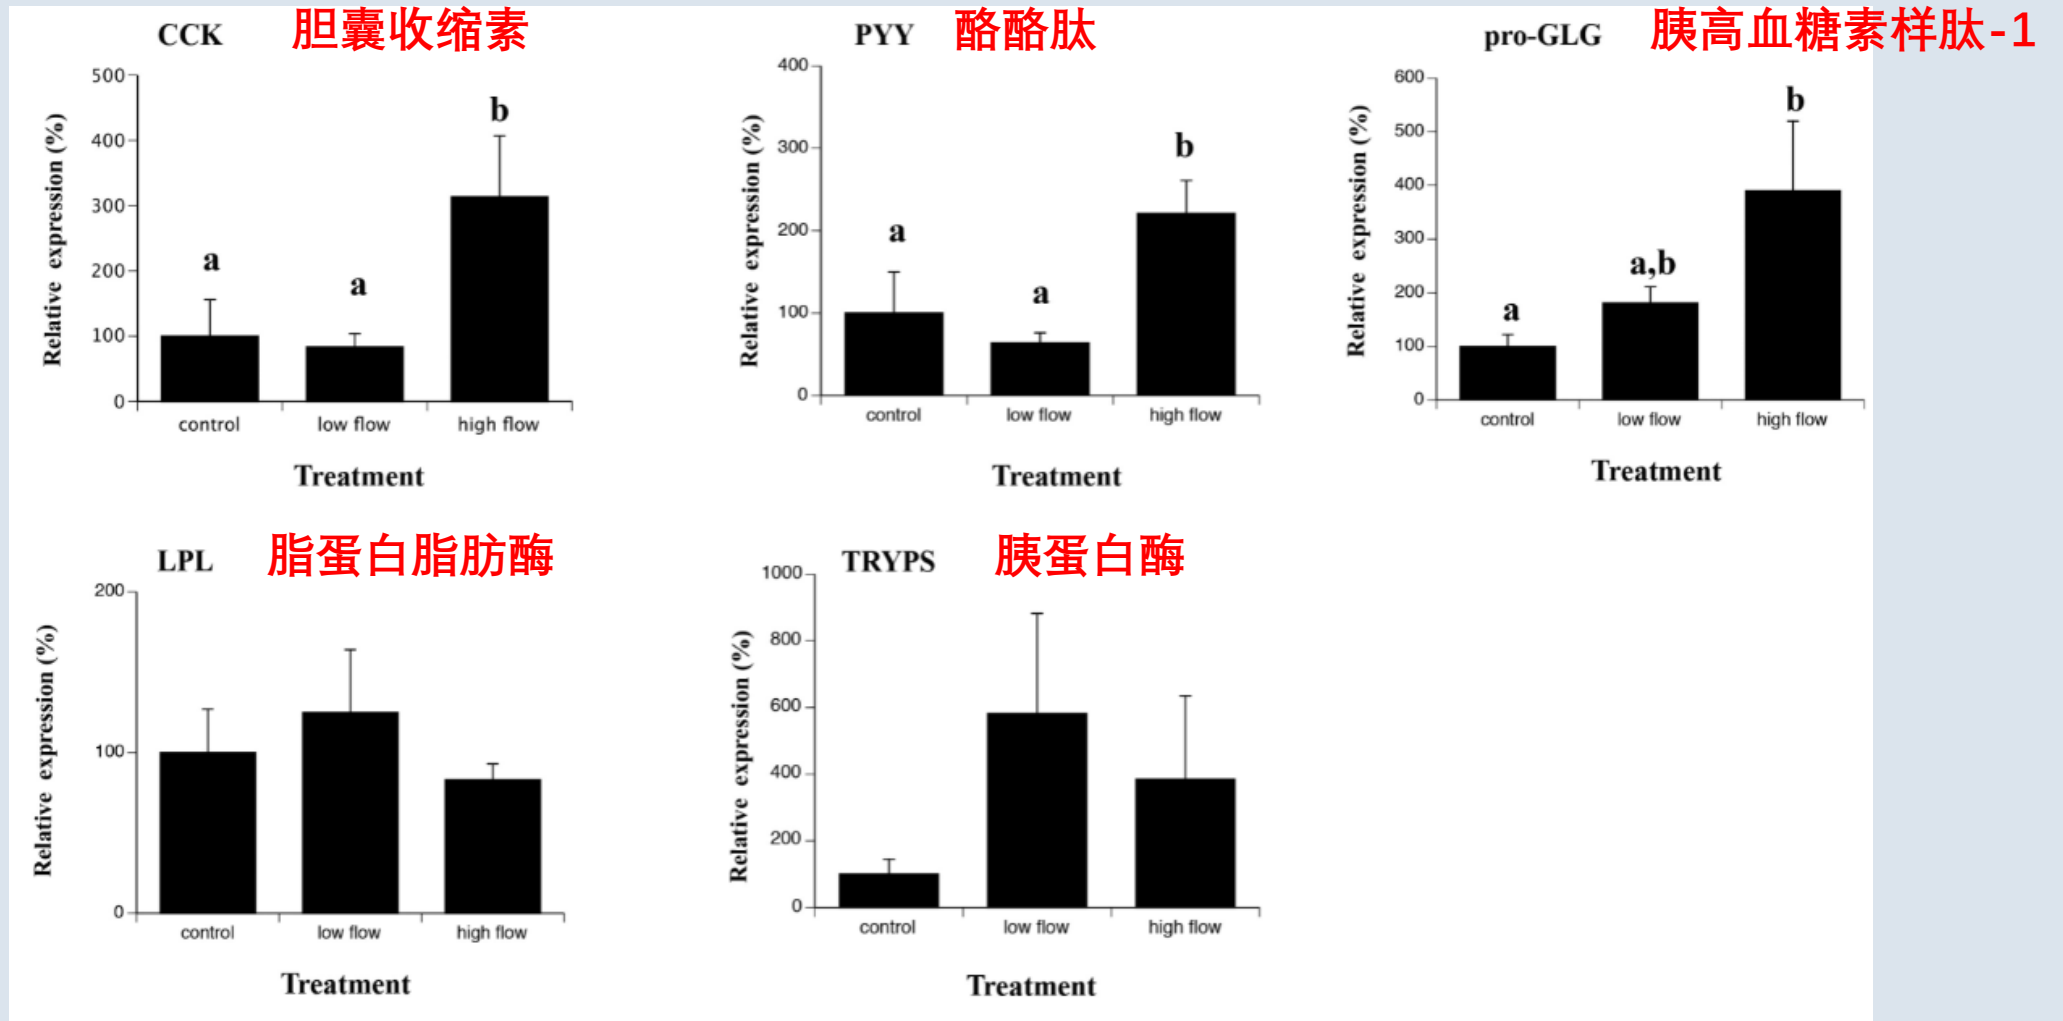 CCK 胆囊收缩素
500
400
300
200
100
0
Relative expression (%)
a
a
b
control low flow high flow
Treatment
PYY 酪酪肽
400
300
200
100
0
Relative expression (%)
a
a
b
control low flow high flow
Treatment
pro-GLG 胰高血糖素样肽-1
600
500
400
300
200
100
0
Relative expression (%)
a
a,b
b
control low flow high flow
Treatment
LPL 脂蛋白脂肪酶
200
100
0
Relative expression (%)
control low flow high flow
Treatment
TRYPS 胰蛋白酶
1000
800
600
400
200
0
Relative expression (%)
control low flow high flow
Treatment